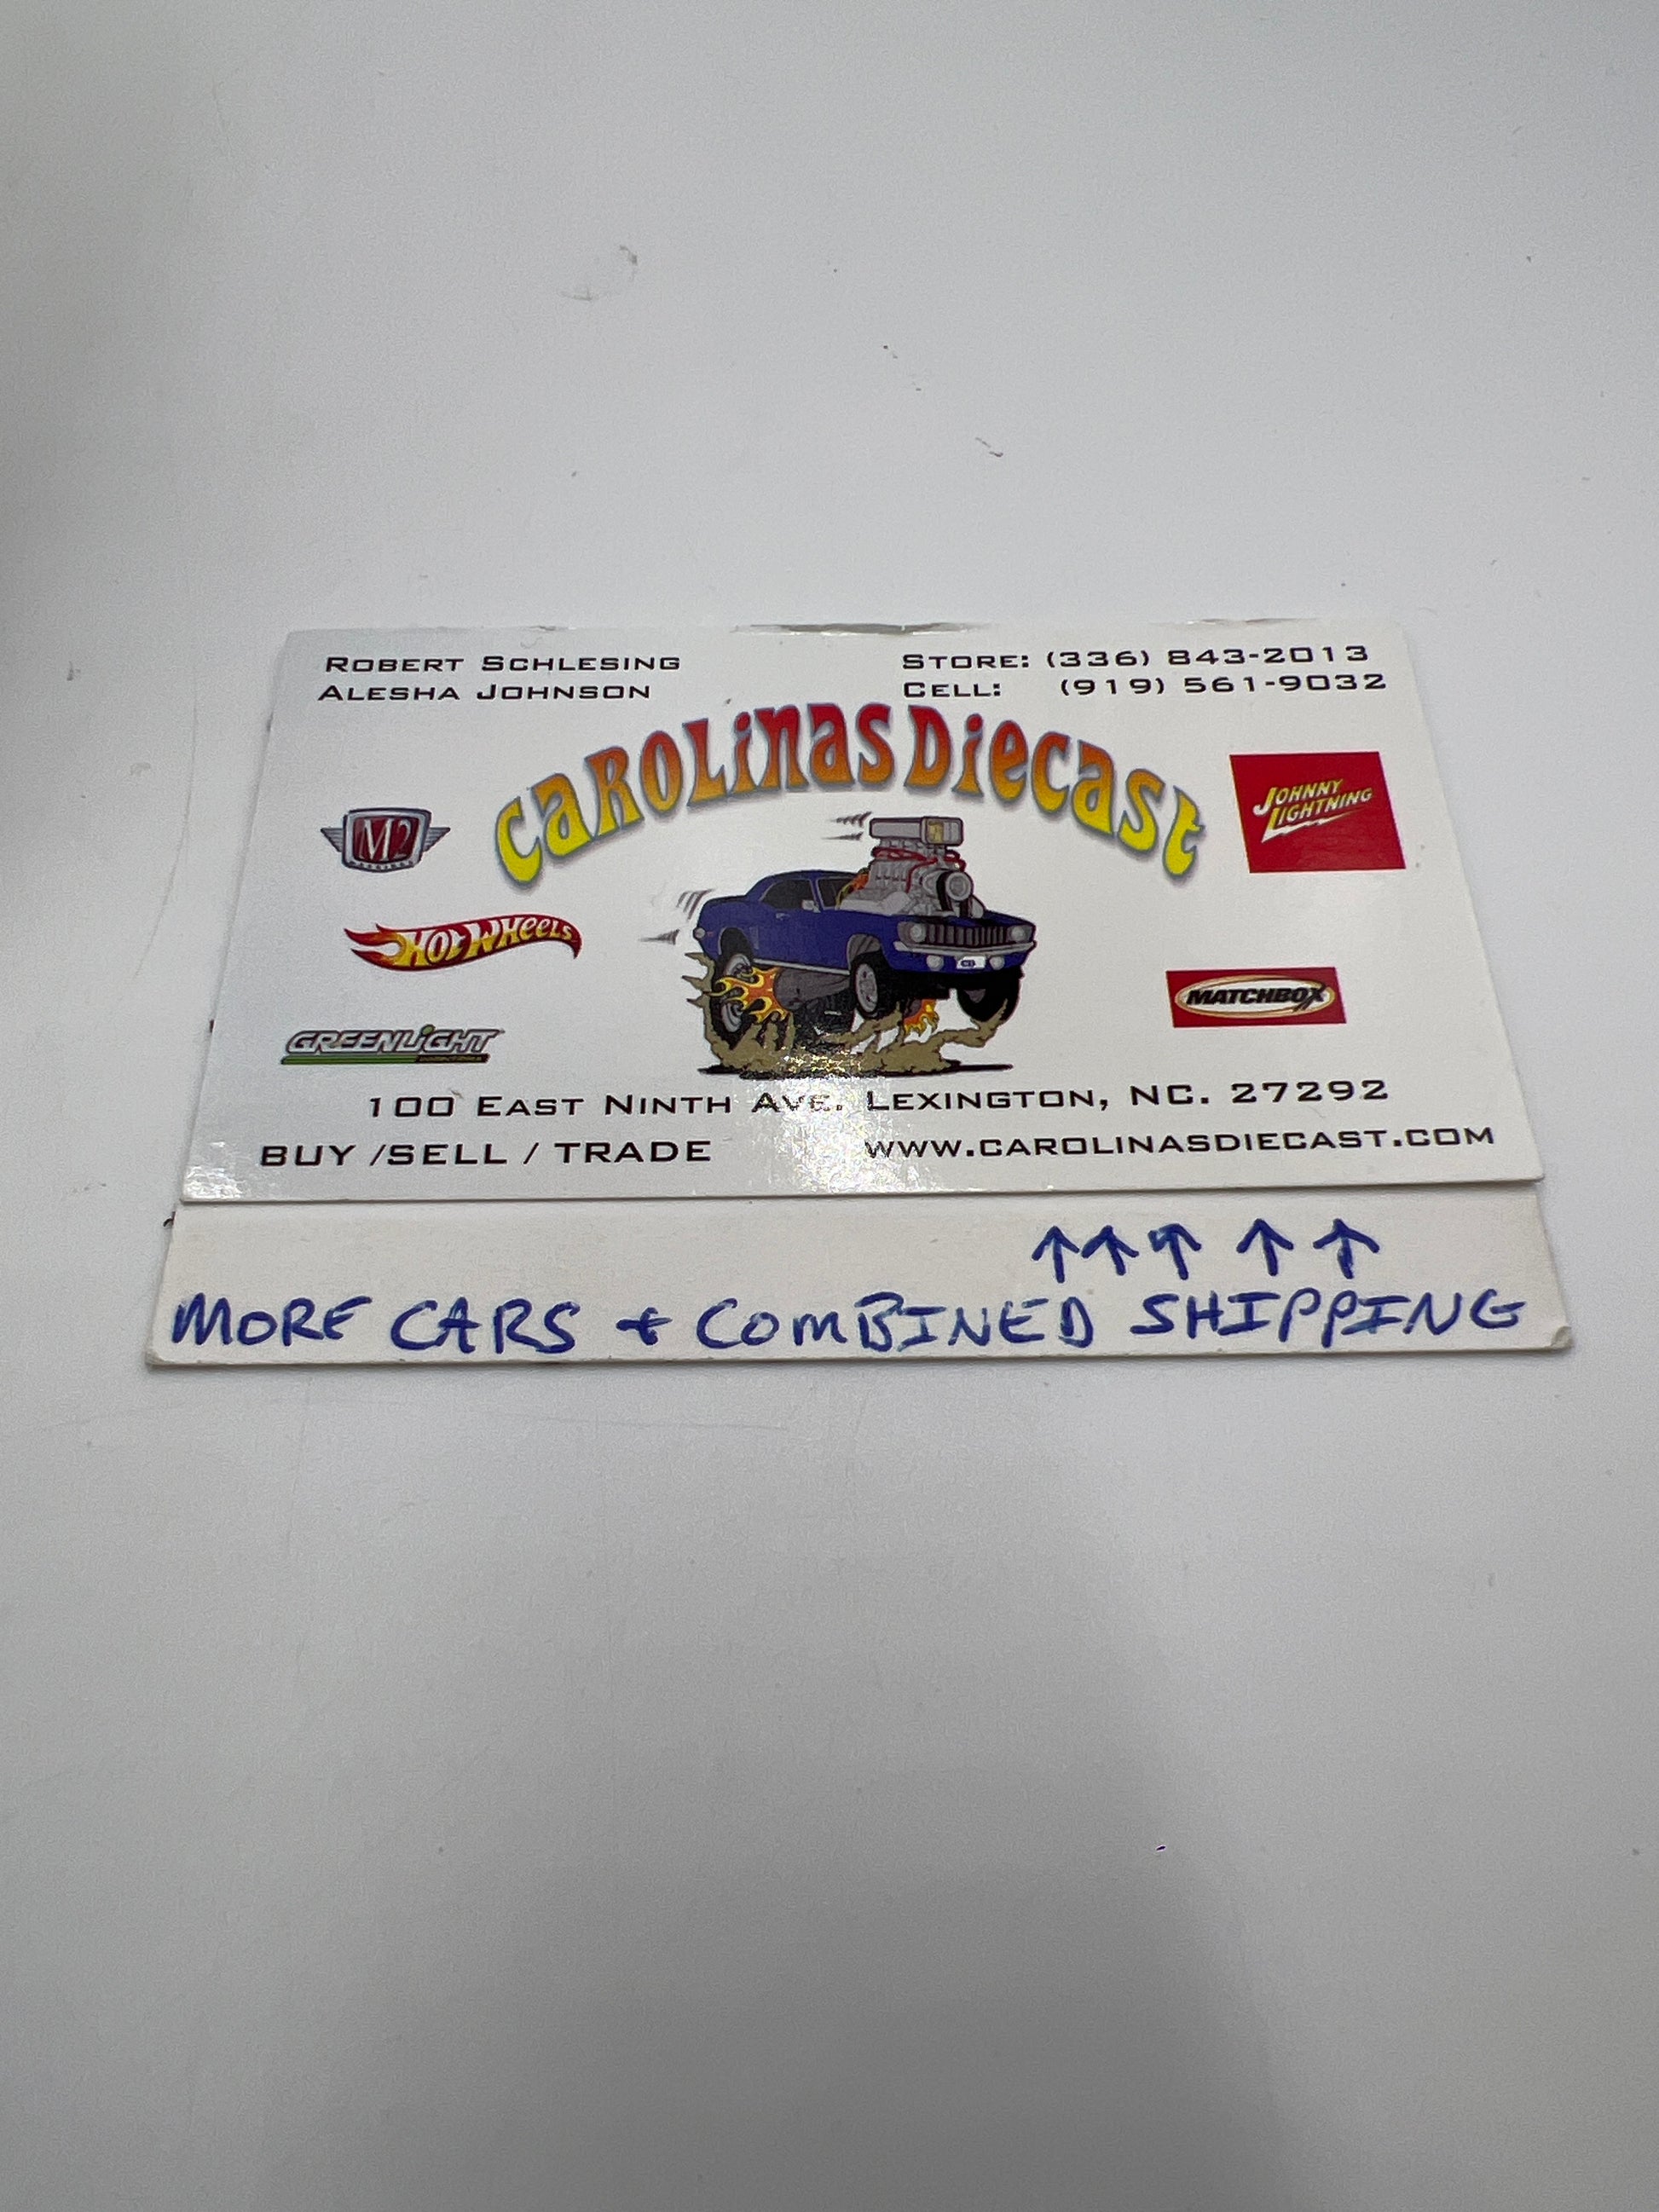 ROBERT SCHLESING
ALESHA JOHNSON
STORE: (336) 843-2013
CELL: (919) 561-9032
CAROLINAS DIECAST
M2
JOHNNY
LIGHTNING
HOT WHEELS
MATCHBOX
GREENLIGHT
100 EAST NINTH AVE. LEXINGTON, NC. 27292
BUY /SELL / TRADE
WWW.CAROLINASDIECAST.COM
↑ ↑ ↑ ↑ ↑
MORE CARS + COMBINED SHIPPING